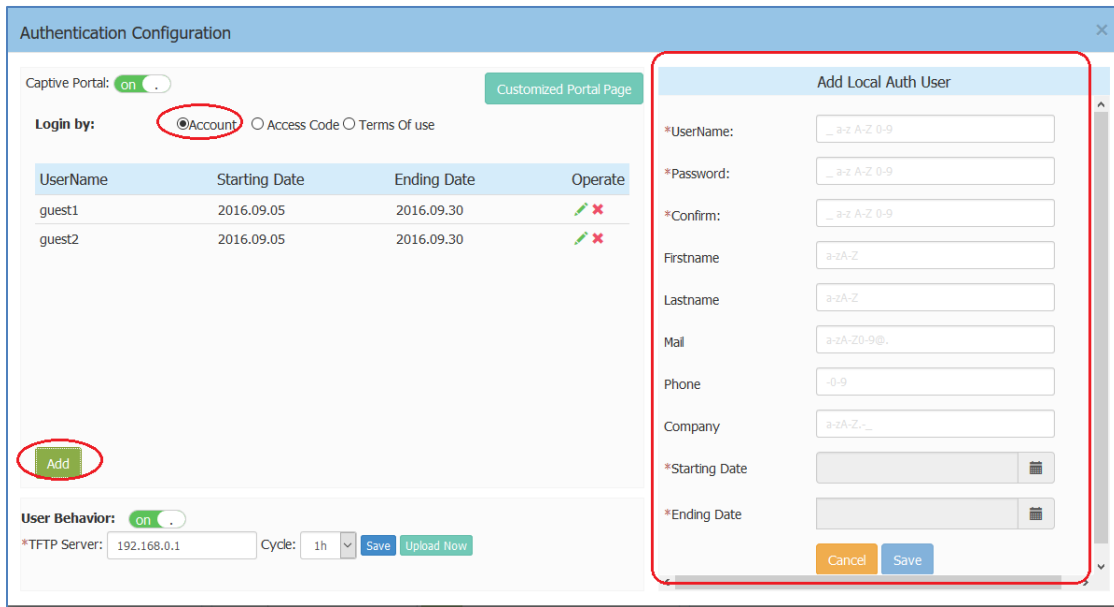 Authentication Configuration ×
Captive Portal: on .
Customized Portal Page
Login by: Account Access Code Terms Of use
UserName Starting Date Ending Date Operate
guest1 2016.09.05 2016.09.30
guest2 2016.09.05 2016.09.30
Add
User Behavior: on .
*TFTP Server: 192.168.0.1 Cycle: 1h Save Upload Now
Add Local Auth User
*UserName: _ a-z A-Z 0-9
*Password: _ a-z A-Z 0-9
*Confirm: _ a-z A-Z 0-9
Firstname a-zA-Z
Lastname a-zA-Z
Mail a-zA-Z0-9@.
Phone -0-9
Company a-zA-Z.-_
*Starting Date
*Ending Date
Cancel Save